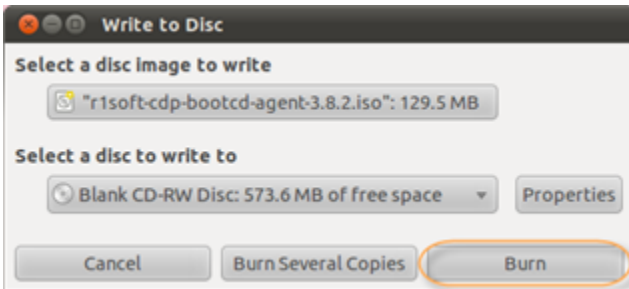 Write to Disc
Select a disc image to write
"r1soft-cdp-bootcd-agent-3.8.2.iso": 129.5 MB
Select a disc to write to
Blank CD-RW Disc: 573.6 MB of free space
Properties
Cancel
Burn Several Copies
Burn